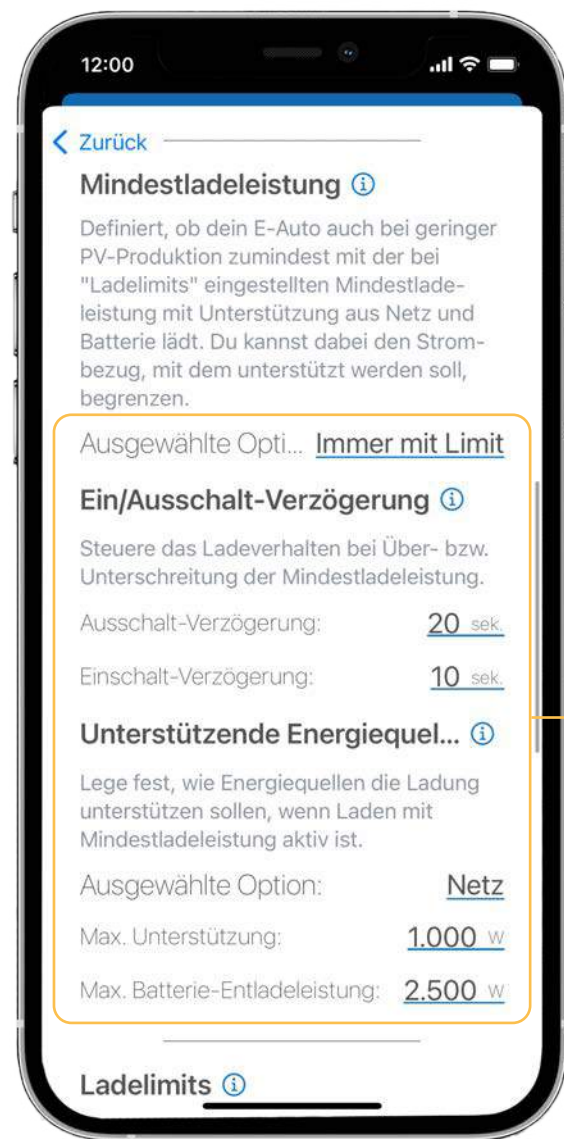 12:00
Zurück
Mindestladeleistung
Definiert, ob dein E-Auto auch bei geringer
PV-Produktion zumindest mit der bei
"Ladelimits" eingestellten Mindestlade-
leistung mit Unterstützung aus Netz und
Batterie lädt. Du kannst dabei den Strom-
bezug, mit dem unterstützt werden soll,
begrenzen.
Ausgewählte Opti... Immer mit Limit
Ein/Ausschalt-Verzögerung
Steuere das Ladeverhalten bei Über- bzw.
Unterschreitung der Mindestladeleistung.
Ausschalt-Verzögerung: 20 sek.
Einschalt-Verzögerung: 10 sek.
Unterstützende Energiequel...
Lege fest, wie Energiequellen die Ladung
unterstützen sollen, wenn Laden mit
Mindestladeleistung aktiv ist.
Ausgewählte Option: Netz
Max. Unterstützung: 1.000 W
Max. Batterie-Entladeleistung: 2.500 W
Ladelimits